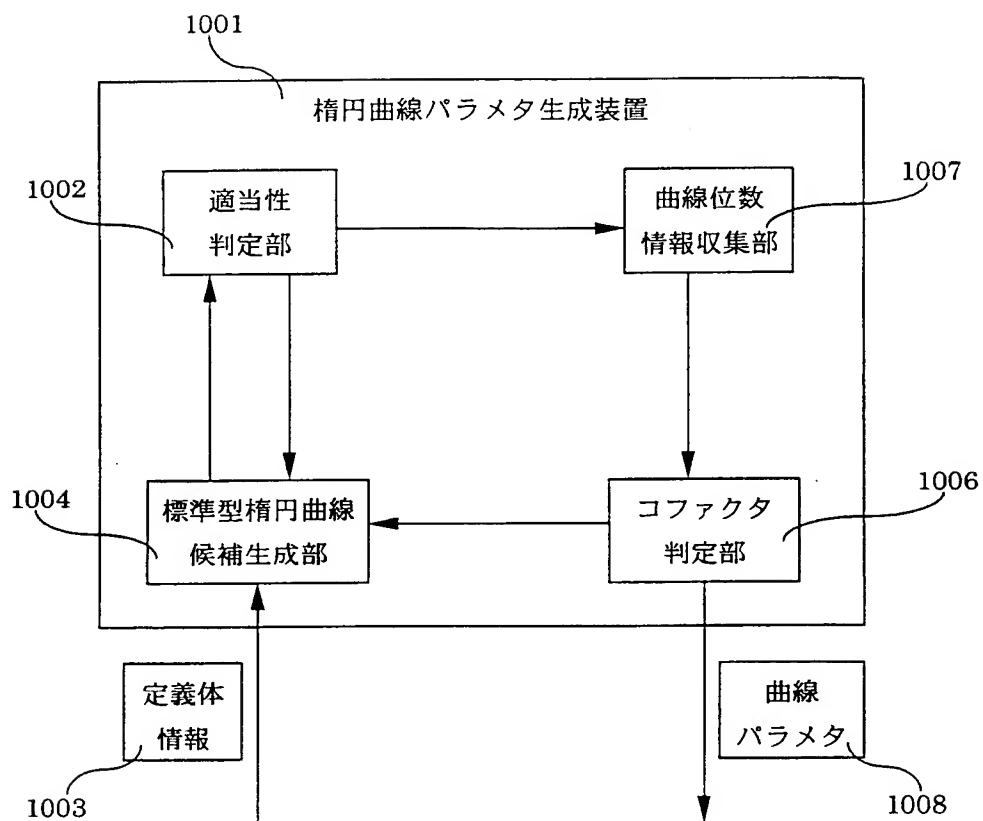 1001
楕円曲線パラメタ生成装置
1002
適当性
判定部
曲線位数
情報収集部
1007
1004
標準型楕円曲線
候補生成部
コファクタ
判定部
1006
定義体
情報
1003
曲線
パラメタ
1008